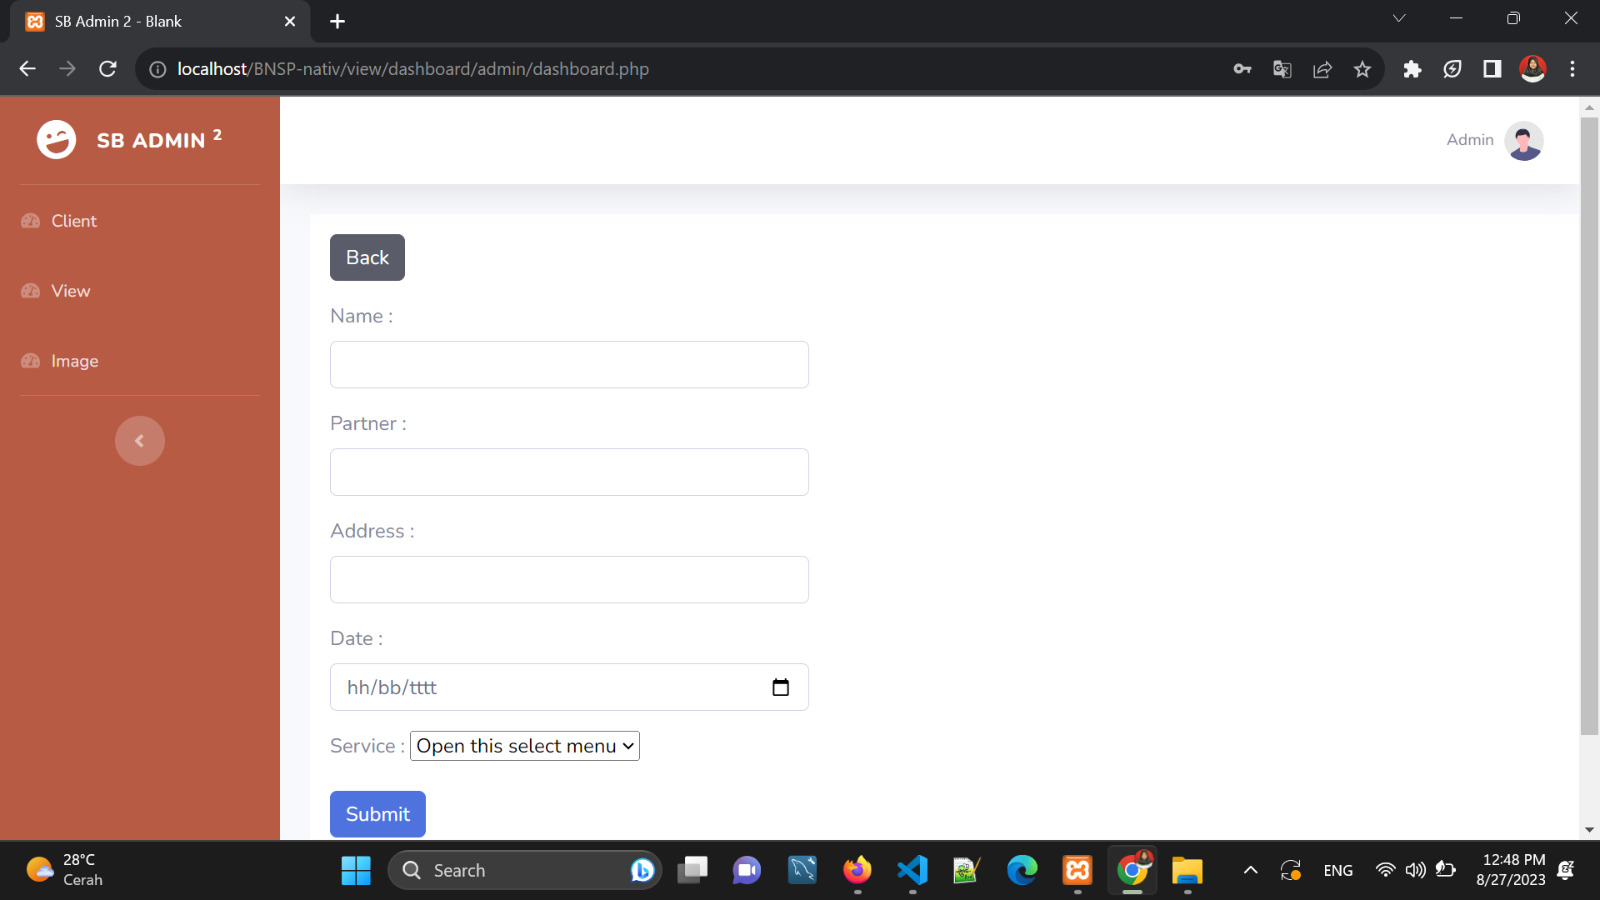 SB Admin 2 - Blank
localhost/BNSP-nativ/view/dashboard/admin/dashboard.php
SB ADMIN 2
Admin
Client
View
Image
Back
Name :
Partner :
Address :
Date :
hh/bb/tttt
Service : Open this select menu
Submit
28°C
Cerah
Search
ENG
12:48 PM
8/27/2023